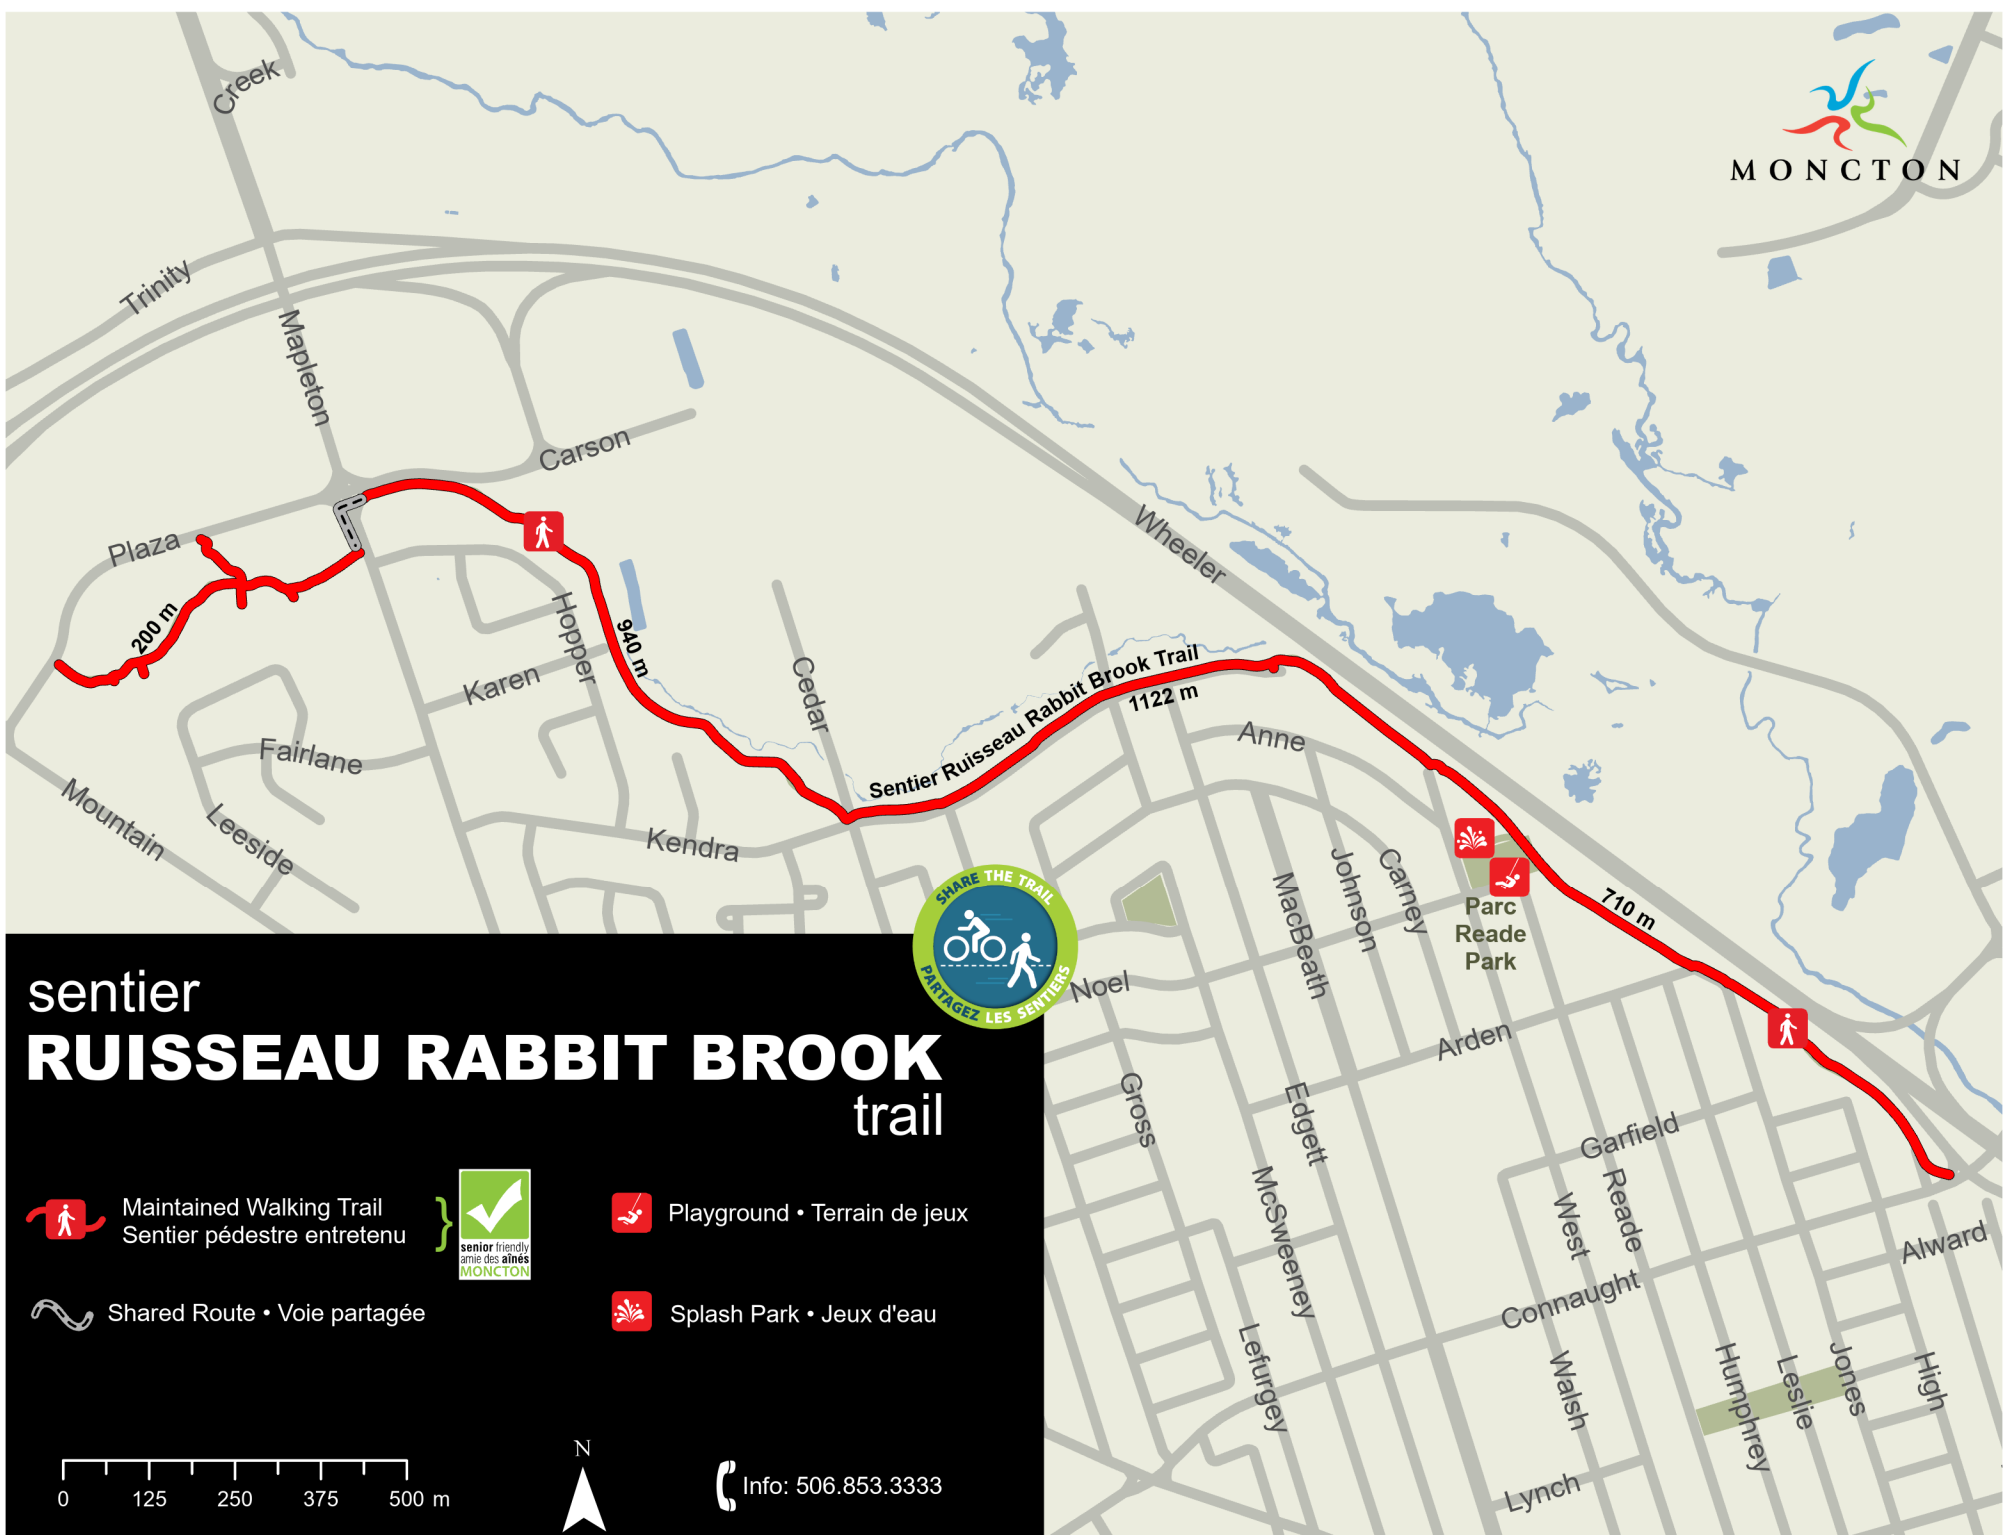 Creek
MONCTON
Trinity
Mapleton
Carson
Plaza
Wheeler
200 m
Hopper
940 m
Karen
Cedar
Sentier Ruisseau Rabbit Brook Trail
1122 m
Anne
Fairlane
Mountain
Leeside
Kendra
MacBeath
Johnson
Carney
710 m
Parc
Reade
Park
SHARE THE TRAIL
PARTAGEZ LES SENTIERS
Noel
Arden
Gross
Edgett
Garfield
McSweeney
West
Reade
Alward
Connaught
Lefurgey
Walsh
Humphrey
Leslie
Jones
High
Lynch
sentier
RUISSEAU RABBIT BROOK
trail
Maintained Walking Trail
Sentier pédestre entretenu
senior friendly
amie des aînés
MONCTON
Playground • Terrain de jeux
Shared Route • Voie partagée
Splash Park • Jeux d'eau
0 125 250 375 500 m
N
Info: 506.853.3333